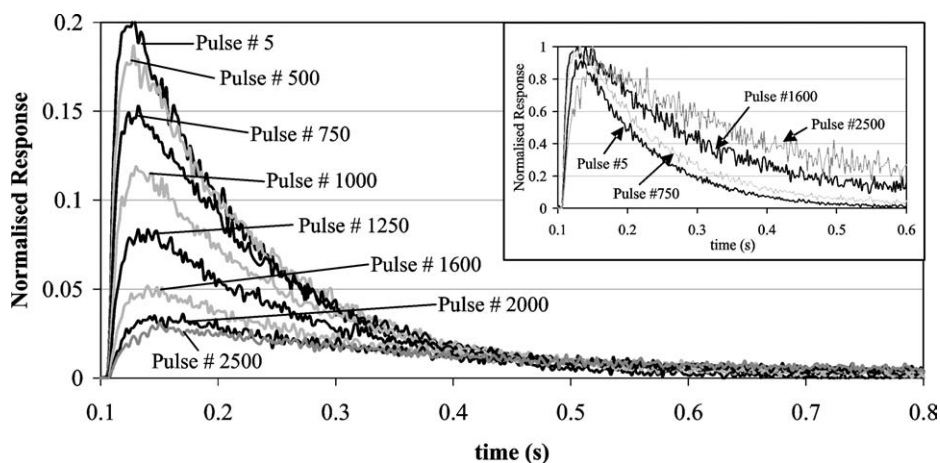 Normalised Response
0.2
0.15
0.1
0.05
0
0.1 0.2 0.3 0.4 0.5 0.6 0.7 0.8
time (s)
Pulse # 5
Pulse # 500
Pulse # 750
Pulse # 1000
Pulse # 1250
Pulse # 1600
Pulse # 2000
Pulse # 2500
Normalised Response
1
0.8
0.6
0.4
0.2
0
0.1 0.2 0.3 0.4 0.5 0.6
time (s)
Pulse #1600
Pulse #2500
Pulse #5
Pulse #750